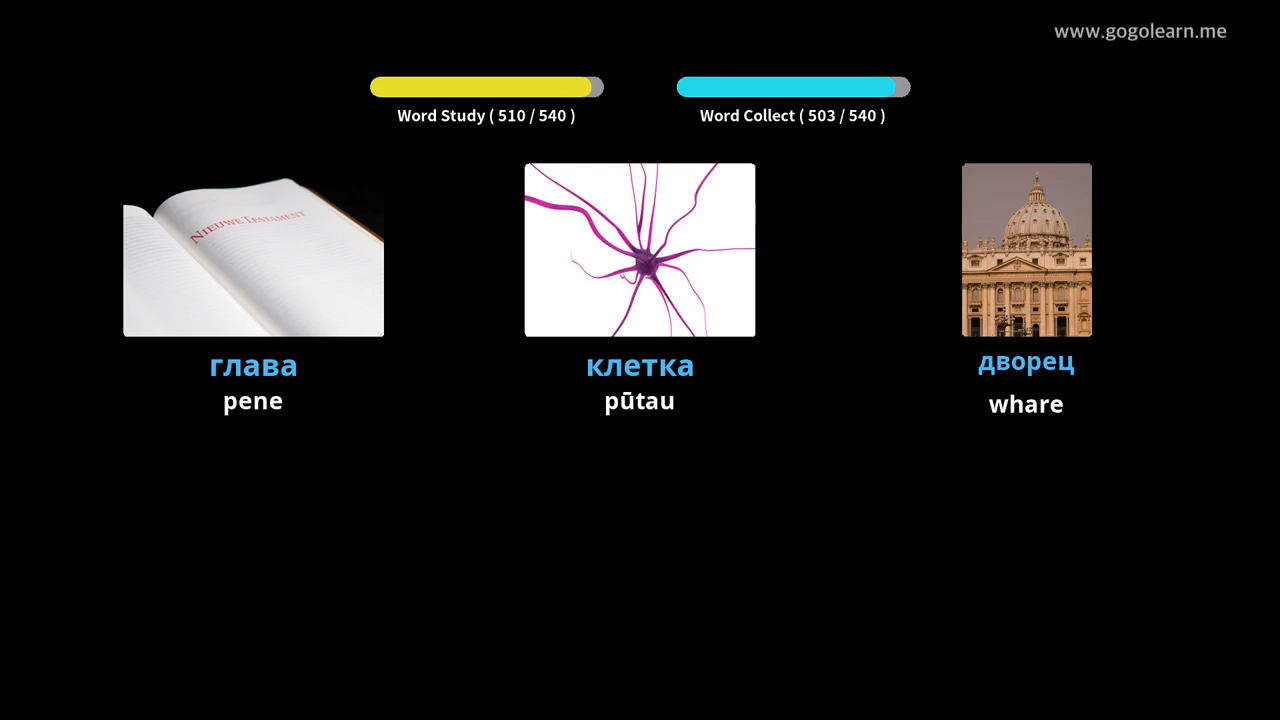 www.gogolearn.me
Word Study ( 510 / 540 )
Word Collect ( 503 / 540 )
NIEUWE TESTAMENT
глава
клетка
дворец
pene
pūtau
whare